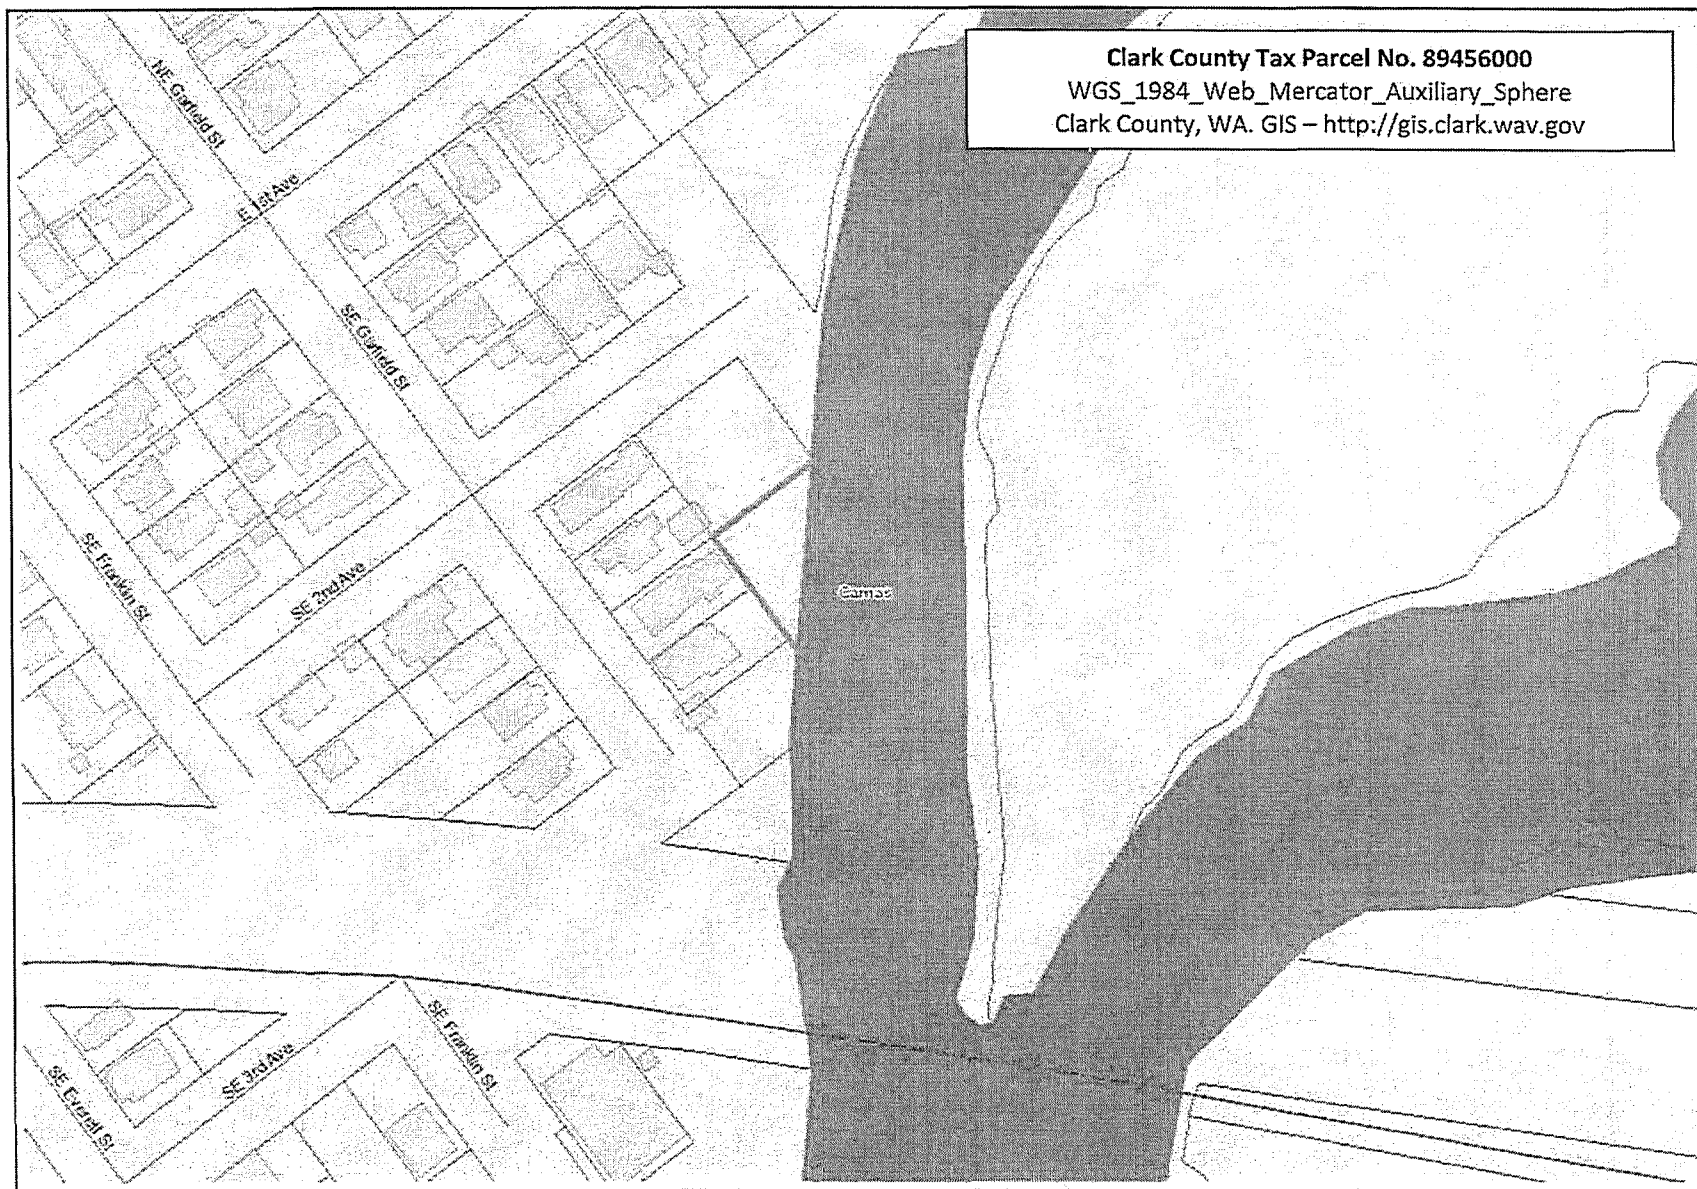 Clark County Tax Parcel No. 89456000
WGS_1984_Web_Mercator_Auxiliary_Sphere
Clark County, WA. GIS – http://gis.clark.wav.gov
NE Garfield St
E 1st Ave
SE Garfield St
SE Franklin St
SE 2nd Ave
Camas
SE Franklin St
SE 3rd Ave
SE Everett St